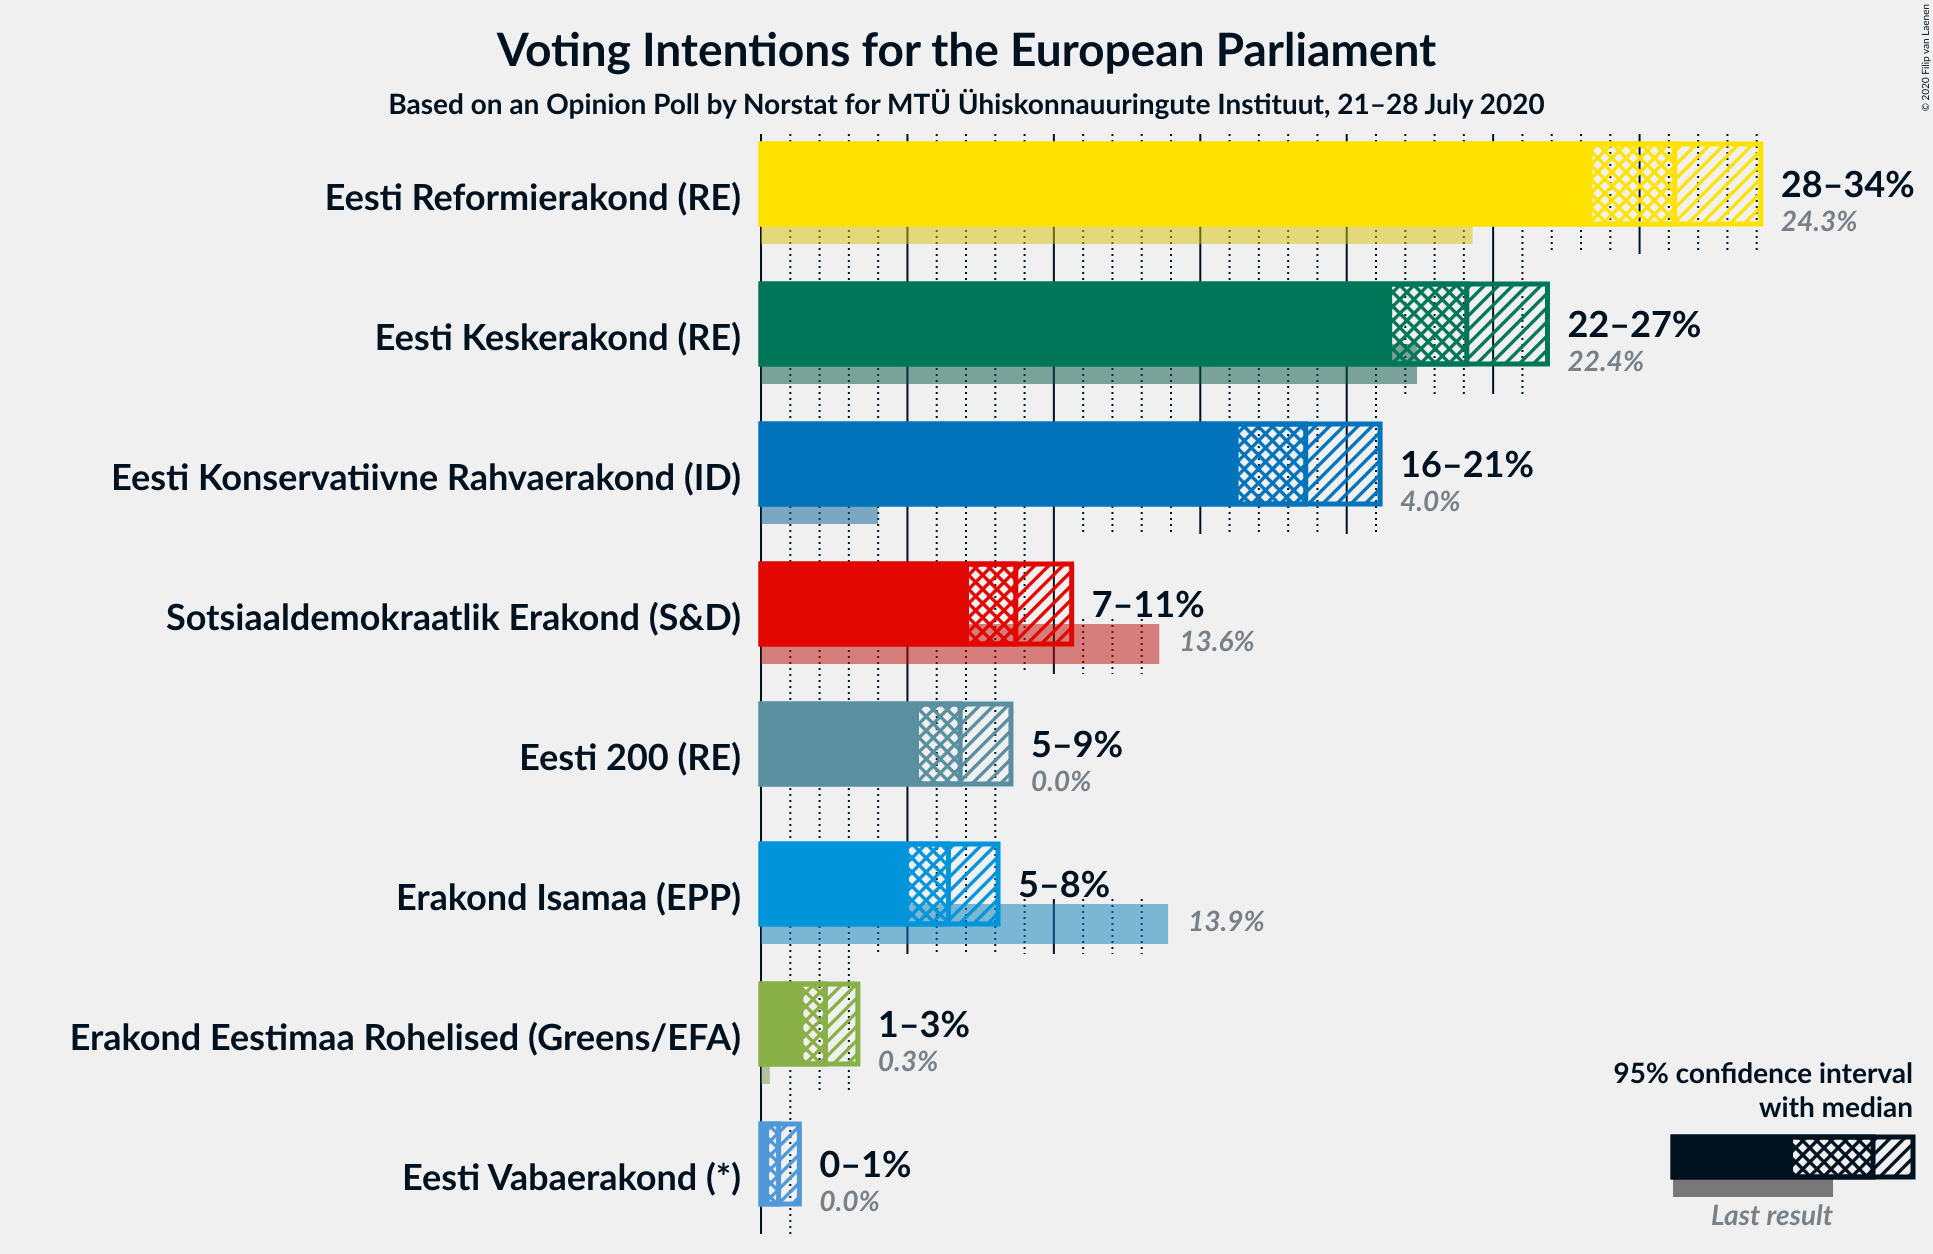 Voting Intentions for the European Parliament
Based on an Opinion Poll by Norstat for MTÜ Ühiskonnauuringute Instituut, 21–28 July 2020
© 2020 Filip van Laenen
Eesti Reformierakond (RE)
28–34%
24.3%
Eesti Keskerakond (RE)
22–27%
22.4%
Eesti Konservatiivne Rahvaerakond (ID)
16–21%
4.0%
Sotsiaaldemokraatlik Erakond (S&D)
7–11%
13.6%
Eesti 200 (RE)
5–9%
0.0%
Erakond Isamaa (EPP)
5–8%
13.9%
Erakond Eestimaa Rohelised (Greens/EFA)
1–3%
0.3%
Eesti Vabaerakond (*)
0–1%
0.0%
95% confidence interval
with median
Last result